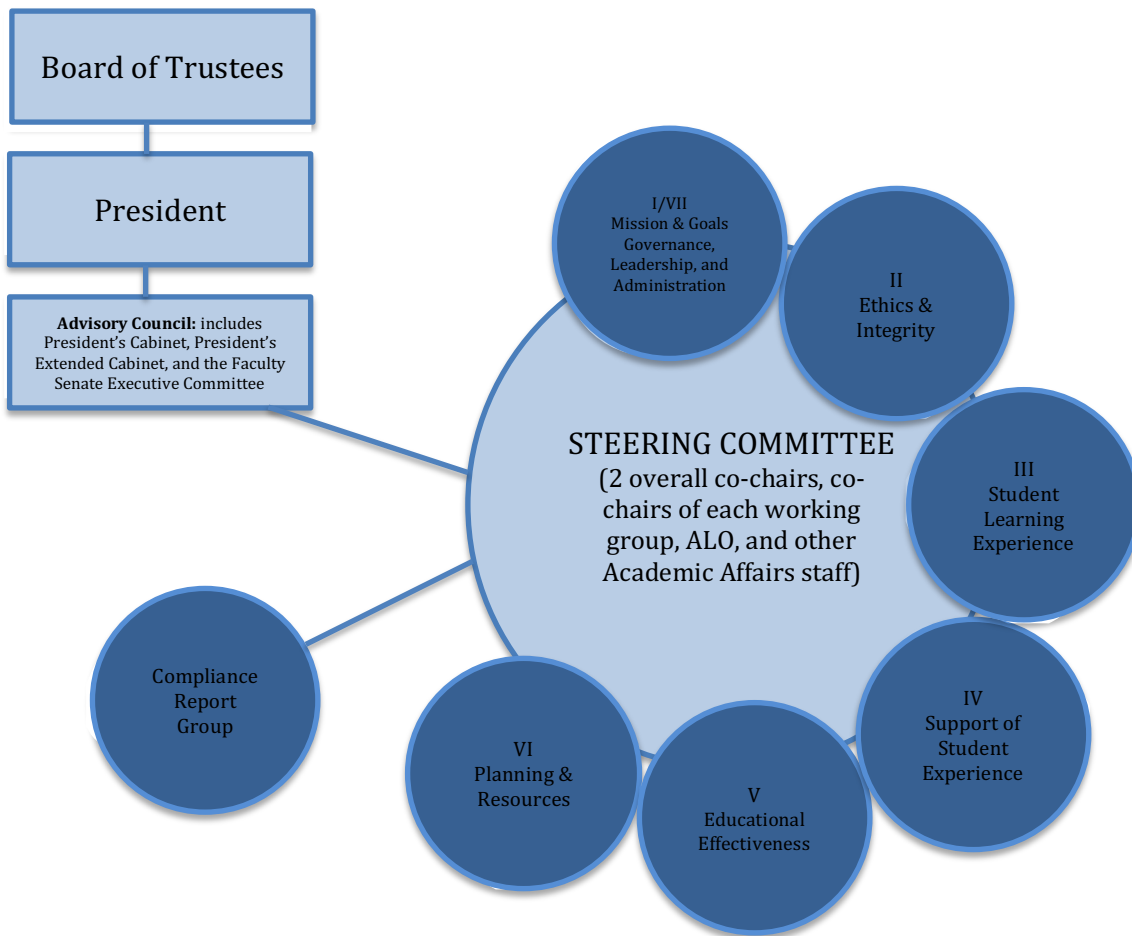 Board of Trustees
President
Advisory Council: includes
President’s Cabinet, President’s
Extended Cabinet, and the Faculty
Senate Executive Committee
I/VII
Mission & Goals
Governance,
Leadership, and
Administration
II
Ethics &
Integrity
III
Student
Learning
Experience
STEERING COMMITTEE
(2 overall co-chairs, co-
chairs of each working
group, ALO, and other
Academic Affairs staff)
IV
Support of
Student
Experience
V
Educational
Effectiveness
VI
Planning &
Resources
Compliance
Report
Group